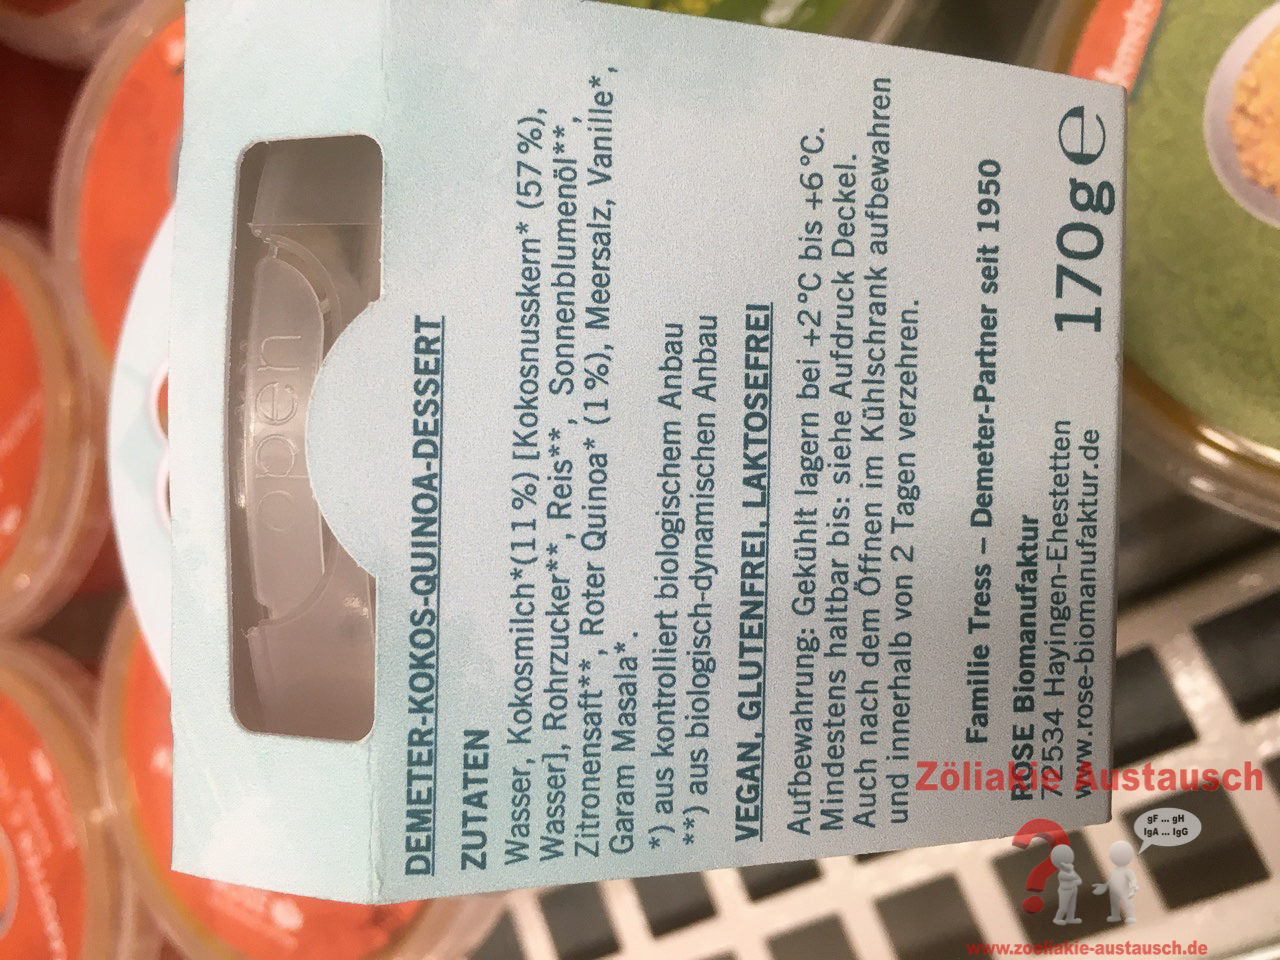 open
DEMETER-KOKOS-QUINOA-DESSERT
ZUTATEN
Wasser, Kokosmilch*(11%) [Kokosnusskern* (57%),
Wasser], Rohrzucker**, Reis**, Sonnenblumenöl**,
Zitronensaft**, Roter Quinoa* (1%), Meersalz, Vanille*,
Garam Masala*.
*) aus kontrolliert biologischem Anbau
**) aus biologisch-dynamischen Anbau
VEGAN, GLUTENFREI, LAKTOSEFREI
Aufbewahrung: Gekühlt lagern bei +2°C bis +6°C.
Mindestens haltbar bis: siehe Aufdruck Deckel.
Auch nach dem Öffnen im Kühlschrank aufbewahren
und innerhalb von 2 Tagen verzehren.
Familie Tress – Demeter-Partner seit 1950
ROSE Biomanufaktur
72534 Hayingen-Ehestetten
www.rose-biomanufaktur.de
170g e
Zöliakie Austausch
gF ... gH
IgA ... IgG
www.zoeliakie-austausch.de